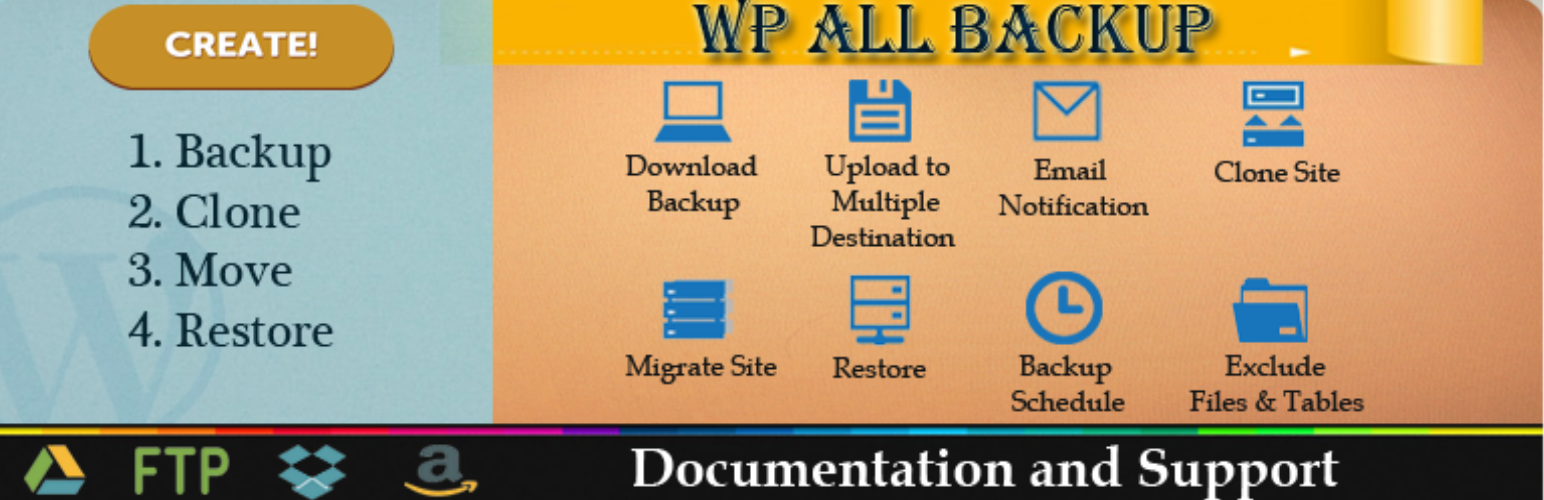 CREATE!
1. Backup
2. Clone
3. Move
4. Restore
WP ALL BACKUP
Download
Backup
Upload to
Multiple
Destination
Email
Notification
Clone Site
Migrate Site
Restore
Backup
Schedule
Exclude
Files & Tables
FTP
a
Documentation and Support